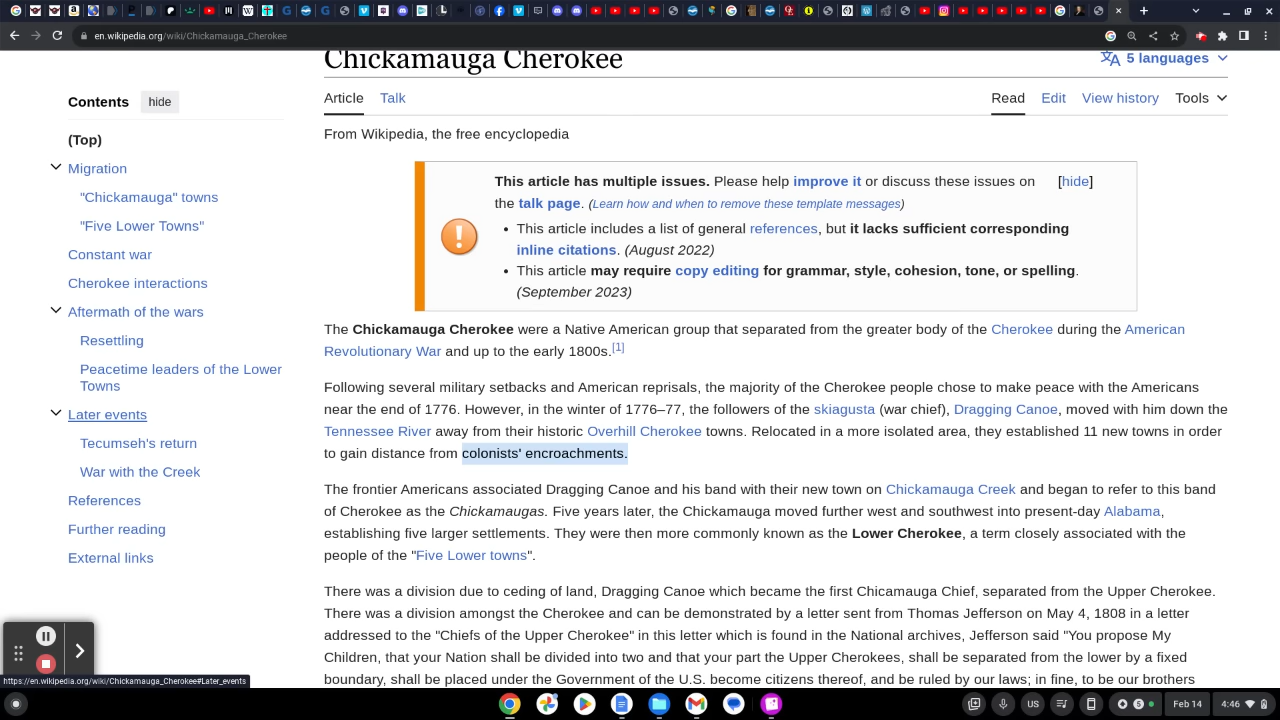 en.wikipedia.org/wiki/Chickamauga_Cherokee
Chickamauga Cherokee
5 languages
Contents hide
(Top)
Migration
"Chickamauga" towns
"Five Lower Towns"
Constant war
Cherokee interactions
Aftermath of the wars
Resettling
Peacetime leaders of the Lower
Towns
Later events
Tecumseh's return
War with the Creek
References
Further reading
External links
Article Talk Read Edit View history Tools
From Wikipedia, the free encyclopedia
This article has multiple issues. Please help improve it or discuss these issues on [hide]
the talk page. (Learn how and when to remove these template messages)
• This article includes a list of general references, but it lacks sufficient corresponding
inline citations. (August 2022)
• This article may require copy editing for grammar, style, cohesion, tone, or spelling.
(September 2023)
The Chickamauga Cherokee were a Native American group that separated from the greater body of the Cherokee during the American
Revolutionary War and up to the early 1800s.[1]
Following several military setbacks and American reprisals, the majority of the Cherokee people chose to make peace with the Americans
near the end of 1776. However, in the winter of 1776–77, the followers of the skiagusta (war chief), Dragging Canoe, moved with him down the
Tennessee River away from their historic Overhill Cherokee towns. Relocated in a more isolated area, they established 11 new towns in order
to gain distance from colonists' encroachments.
The frontier Americans associated Dragging Canoe and his band with their new town on Chickamauga Creek and began to refer to this band
of Cherokee as the Chickamaugas. Five years later, the Chickamauga moved further west and southwest into present-day Alabama,
establishing five larger settlements. They were then more commonly known as the Lower Cherokee, a term closely associated with the
people of the "Five Lower towns".
There was a division due to ceding of land, Dragging Canoe which became the first Chicamauga Chief, separated from the Upper Cherokee.
There was a division amongst the Cherokee and can be demonstrated by a letter sent from Thomas Jefferson on May 4, 1808 in a letter
addressed to the "Chiefs of the Upper Cherokee" in this letter which is found in the National archives, Jefferson said "You propose My
Children, that your Nation shall be divided into two and that your part the Upper Cherokees, shall be separated from the lower by a fixed
boundary, shall be placed under the Government of the U.S. become citizens thereof, and be ruled by our laws; in fine, to be our brothers
https://en.wikipedia.org/wiki/Chickamauga_Cherokee#Later_events
US
5
Feb 14
4:46